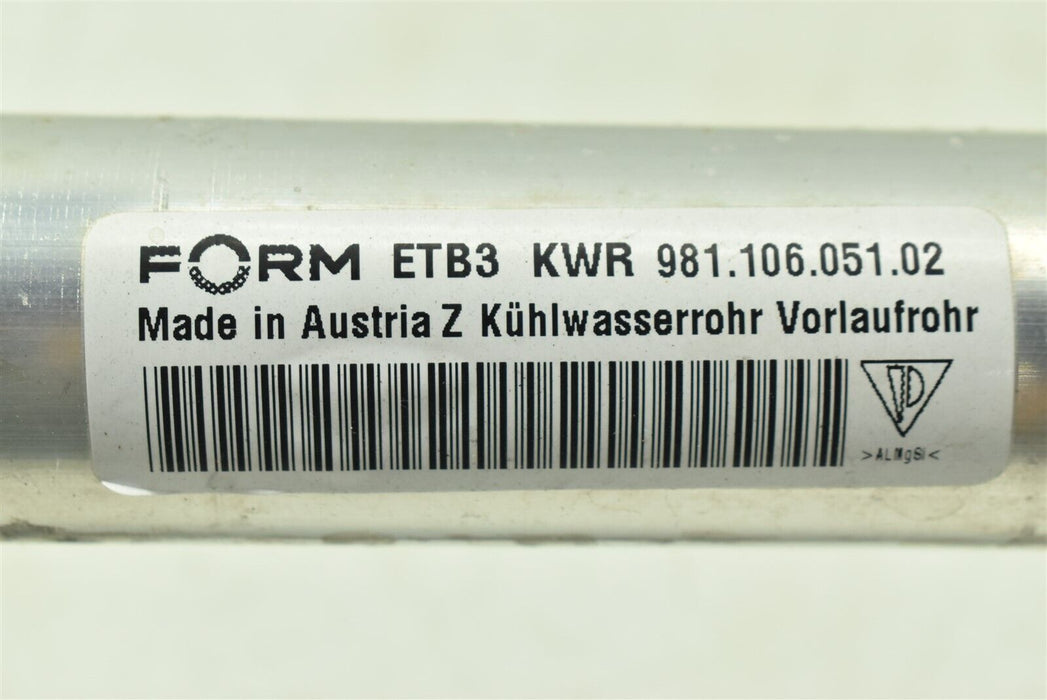 FORM ETB3 KWR 981.106.051.02
Made in Austria Z Kühlwasserrohr Vorlaufrohr
>ALMgSi<